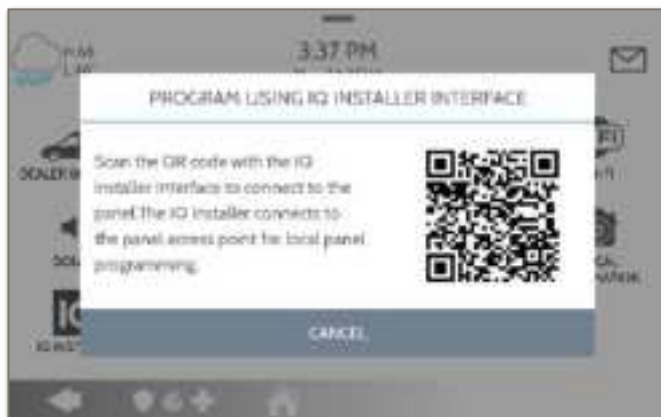 3:37 PM
PROGRAM USING IQ INSTALLER INTERFACE
Scan the QR code with the IQ
installer interface to connect to the
panel.The IQ Installer connects to
the panel access point for local panel
programming.
CANCEL